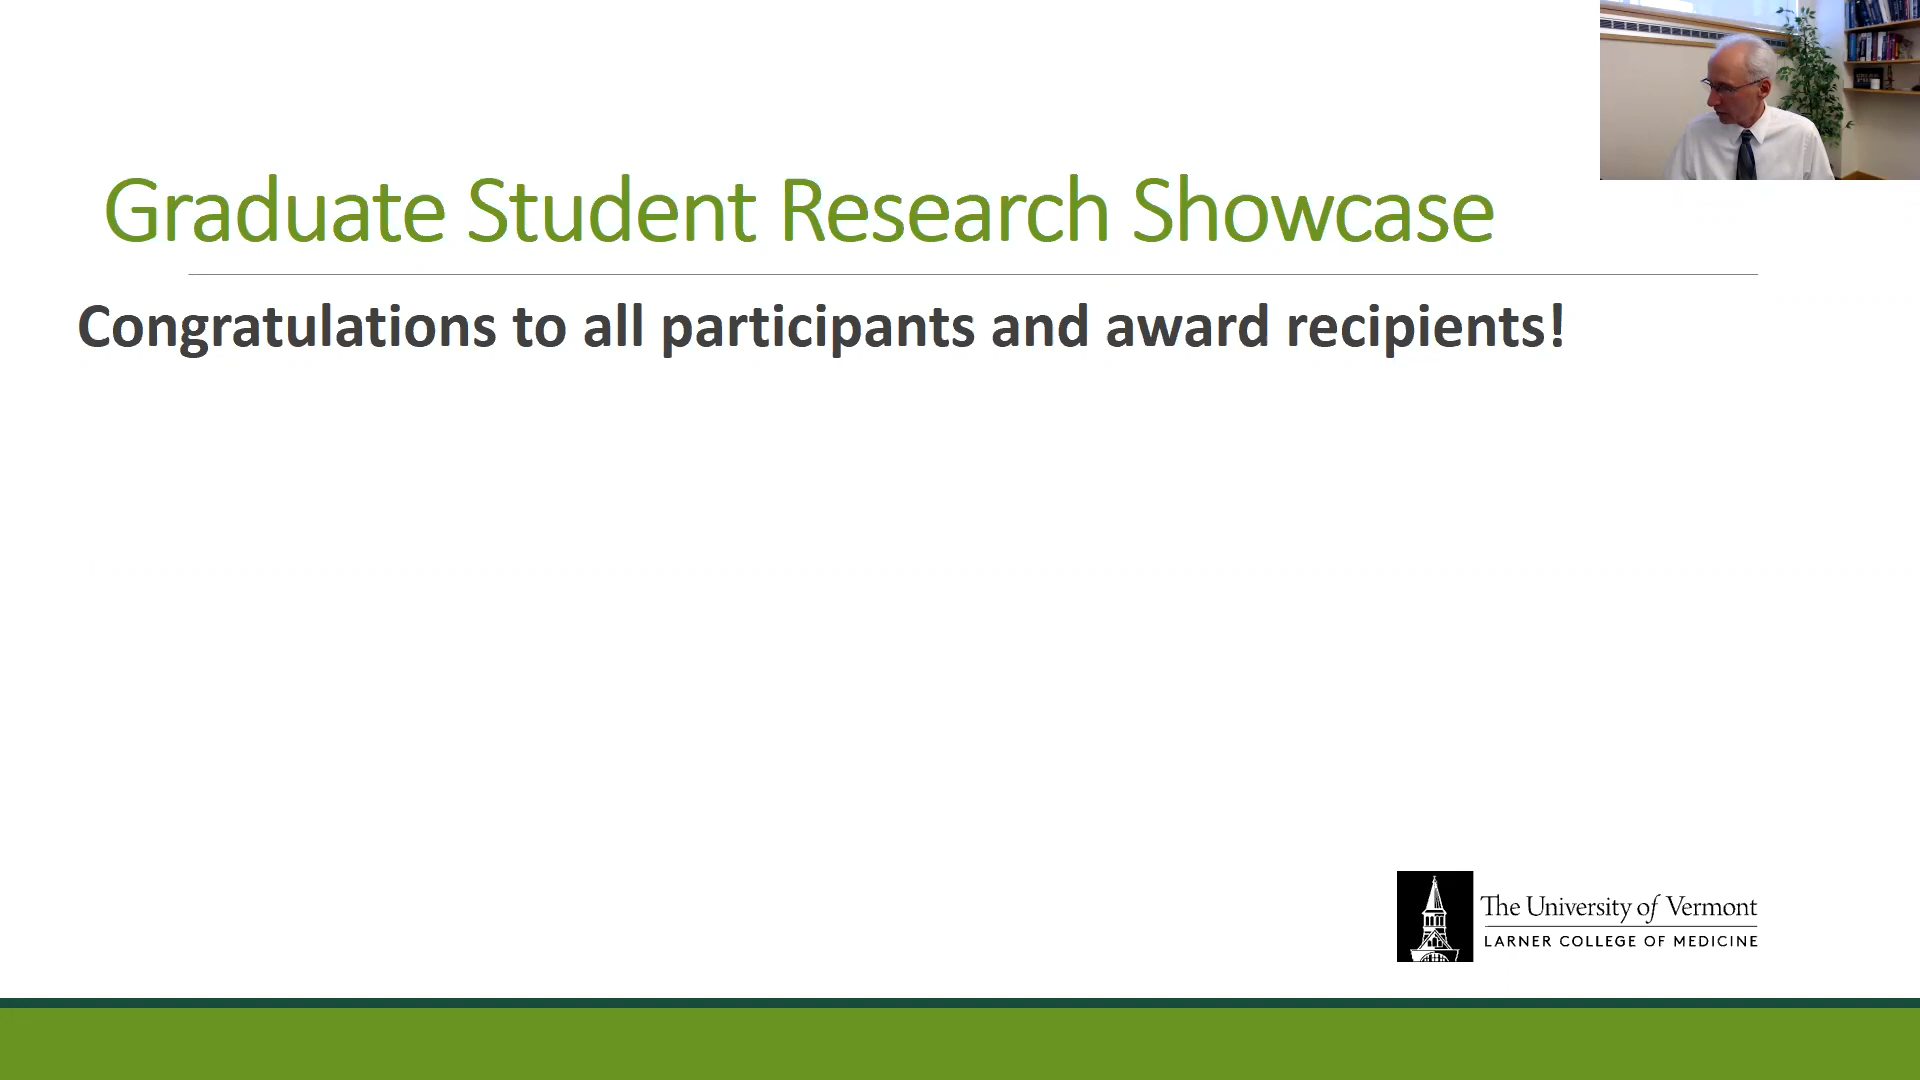 Graduate Student Research Showcase
Congratulations to all participants and award recipients!
The University of Vermont
LARNER COLLEGE OF MEDICINE